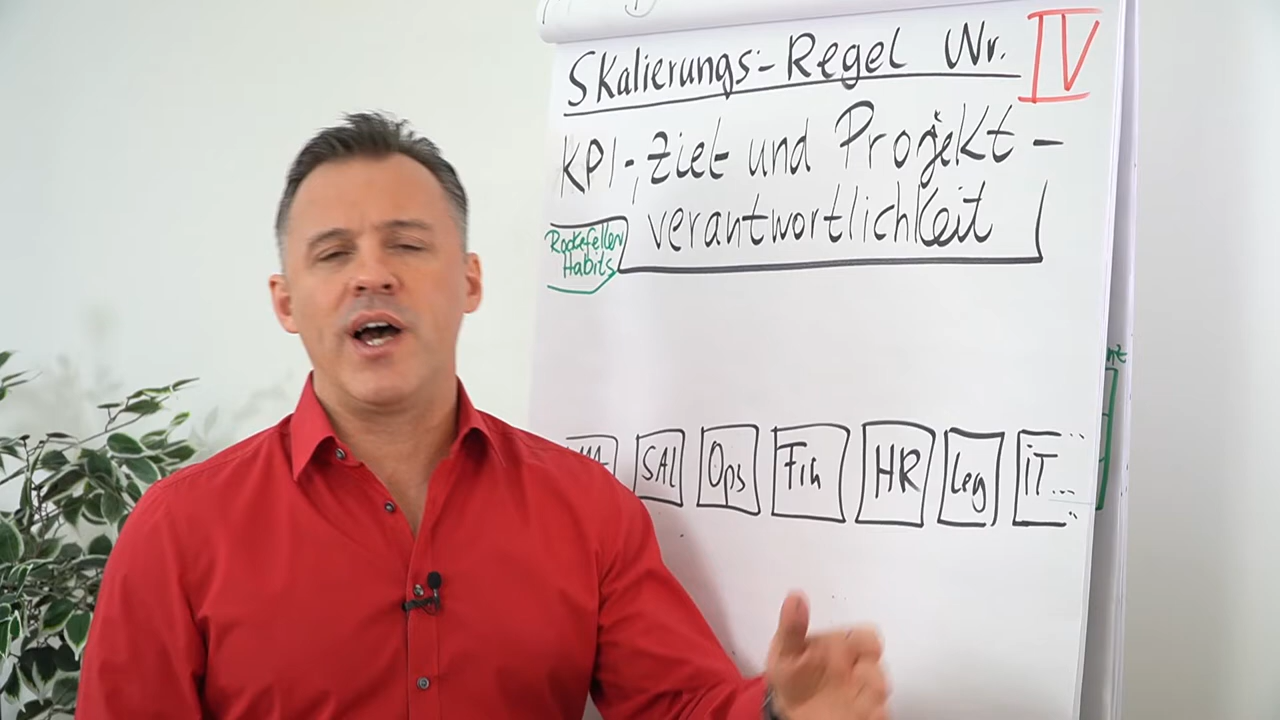 Skalierungs-Regel Nr. IV
KPI-, Ziel und Projekt-
verantwortlichkeit
Rockefeller
Habits
SAL Ops Fin HR Leg IT...